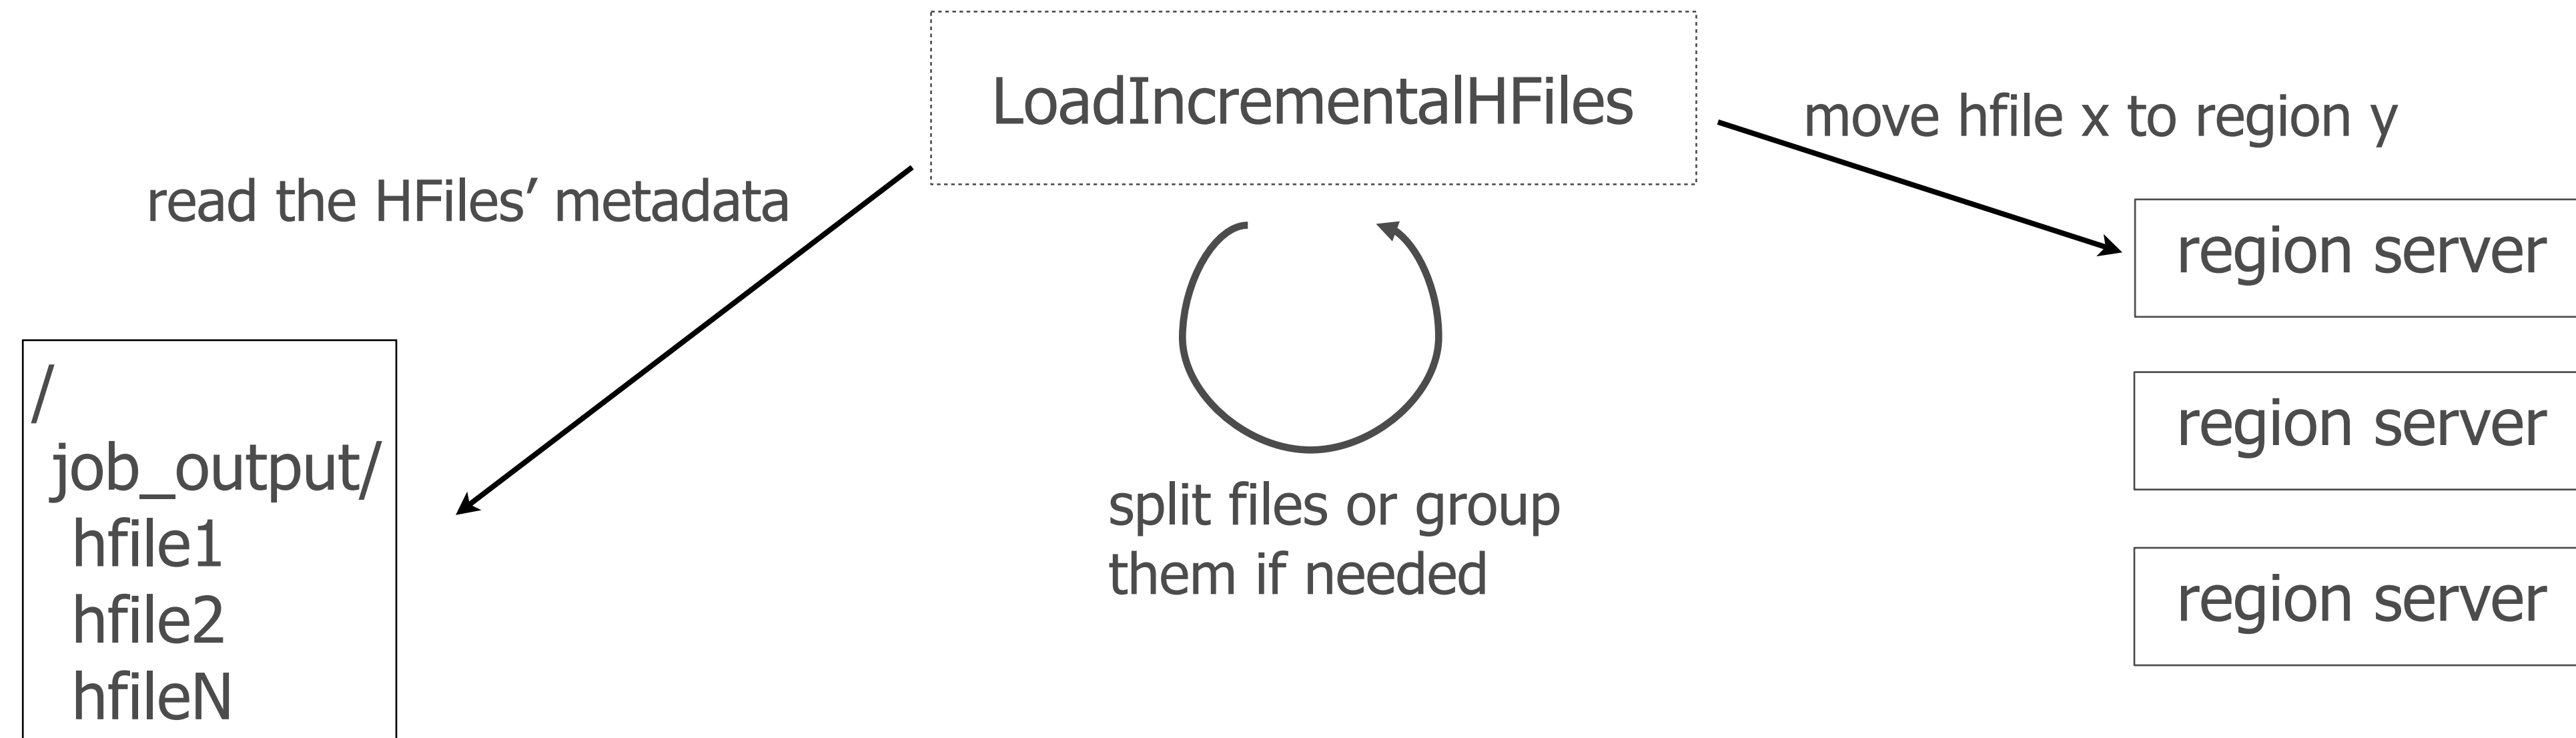 LoadIncrementalHFiles
move hfile x to region y
read the HFiles’ metadata
region server
/
job_output/
hfile1
hfile2
hfileN
split files or group
them if needed
region server
region server